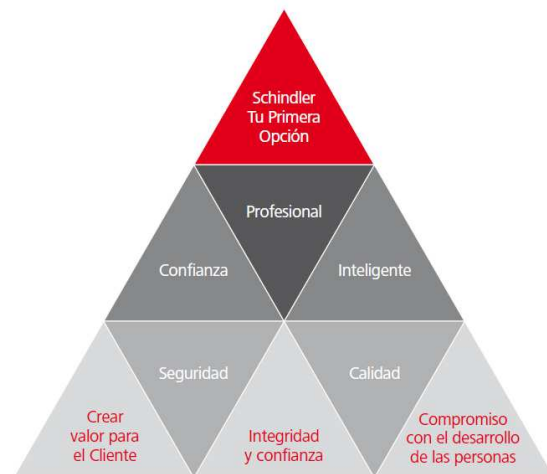 Schindler
Tu Primera
Opción
Profesional
Confianza
Inteligente
Seguridad
Calidad
Crear
valor para
el Cliente
Integridad
y confianza
Compromiso
con el desarrollo
de las personas